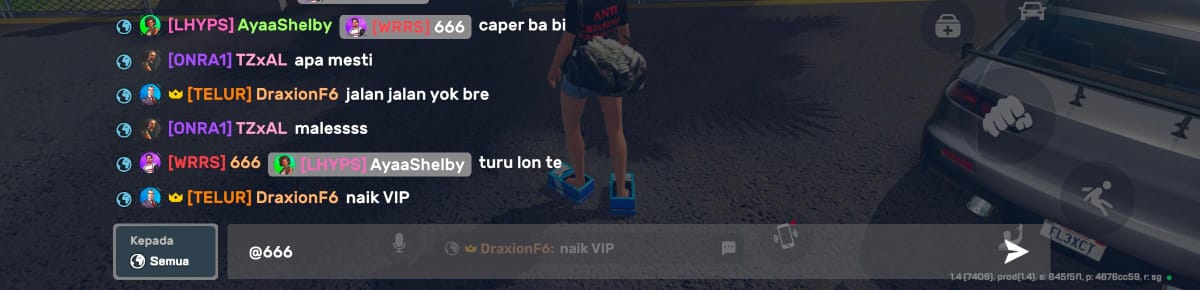 [LHYPS] AyaaShelby [WRRS] 666 caper ba bi
[ONRA1] TZxAL apa mesti
[TELUR] DraxionF6 jalan jalan yok bre
[ONRA1] TZxAL malessss
[WRRS] 666 [LHYPS] AyaaShelby turu lon te
[TELUR] DraxionF6 naik VIP
Kepada
Semua
@666
DraxionF6: naik VIP
ANTI
FL3XCT
1.4 (7409), prod(1.4), s: 845f5f1, p: 4676cc59, r: sg